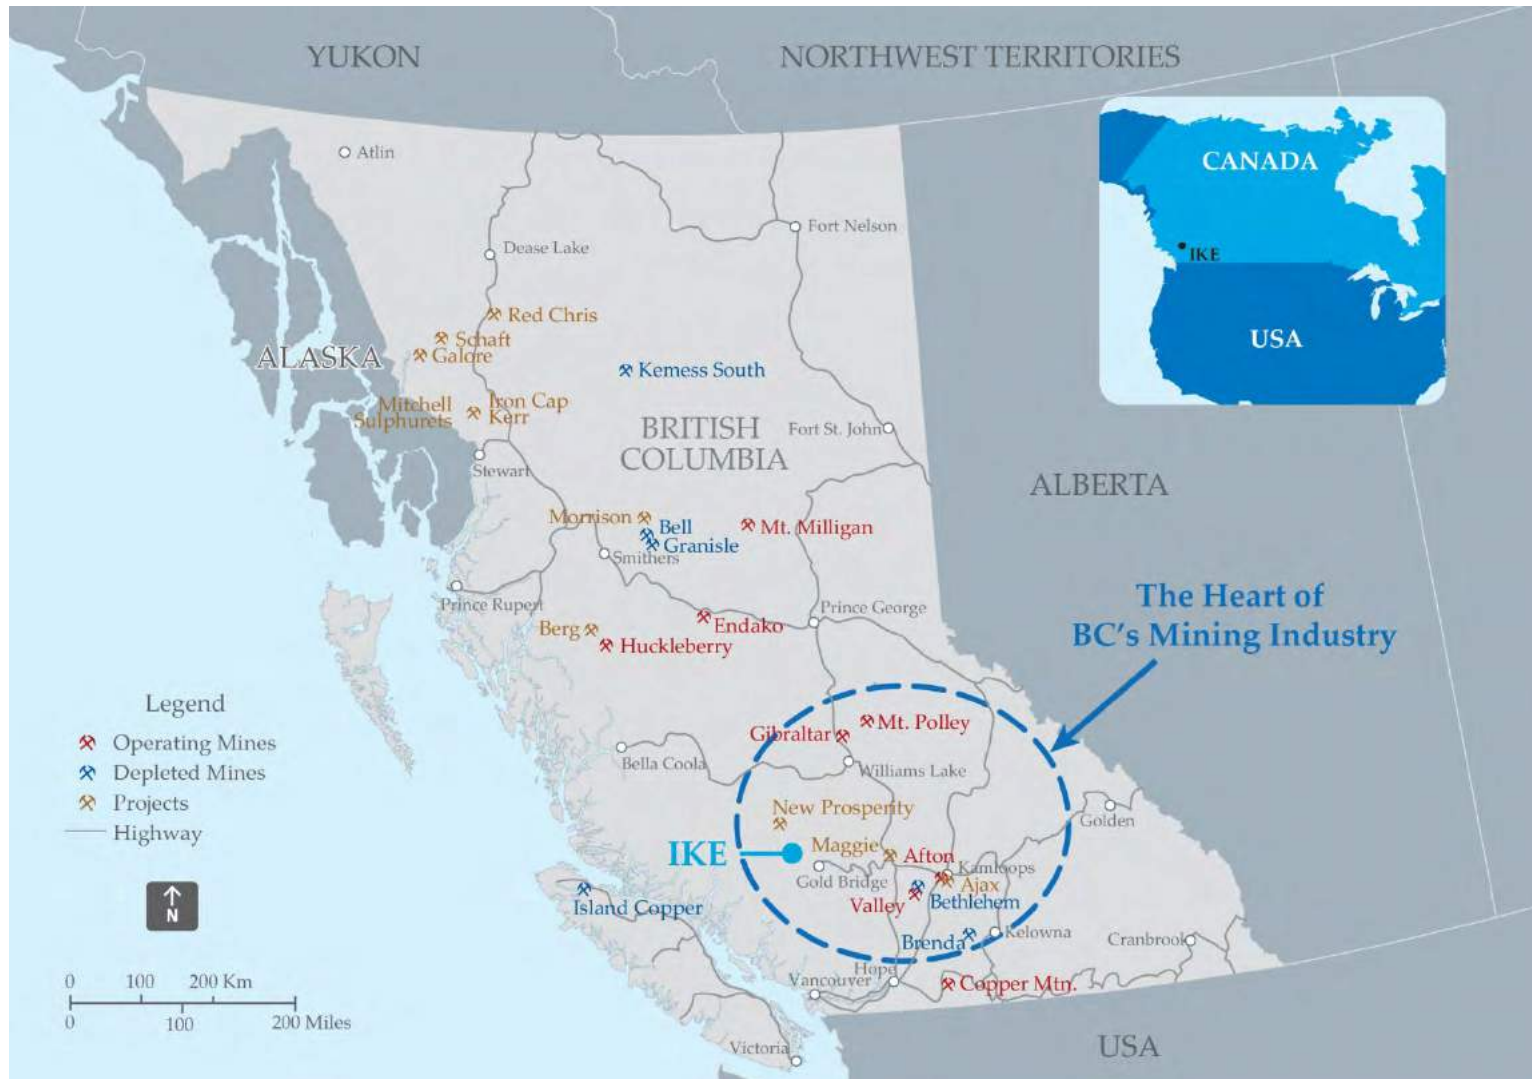 YUKON
NORTHWEST TERRITORIES
Atlin
CANADA
IKE
USA
Fort Nelson
Dease Lake
Red Chris
Schaft
Galore
ALASKA
Kemess South
Mitchell
Sulphurets
Iron Cap
Kerr
BRITISH
COLUMBIA
Fort St. John
Stewart
ALBERTA
Morrison
Bell
Granisle
Mt. Milligan
Smithers
Prince Rupert
Prince George
Endako
Berg
Huckleberry
The Heart of
BC's Mining Industry
Legend
Operating Mines
Depleted Mines
Projects
Highway
Mt. Polley
Gibraltar
Bella Coola
Williams Lake
New Prosperity
Golden
IKE
Maggie
Afton
Kamloops
Gold Bridge
Ajax
Valley
Bethlehem
N
Island Copper
Brenda
Kelowna
Cranbrook
Hope
Vancouver
Copper Mtn.
0 100 200 Km
0 100 200 Miles
Victoria
USA